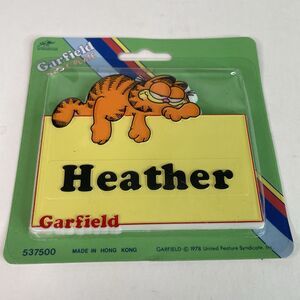 Garfield
Heather
Garfield
537500
MADE IN HONG KONG
GARFIELD © 1978 United Feature Syndicate, Inc.